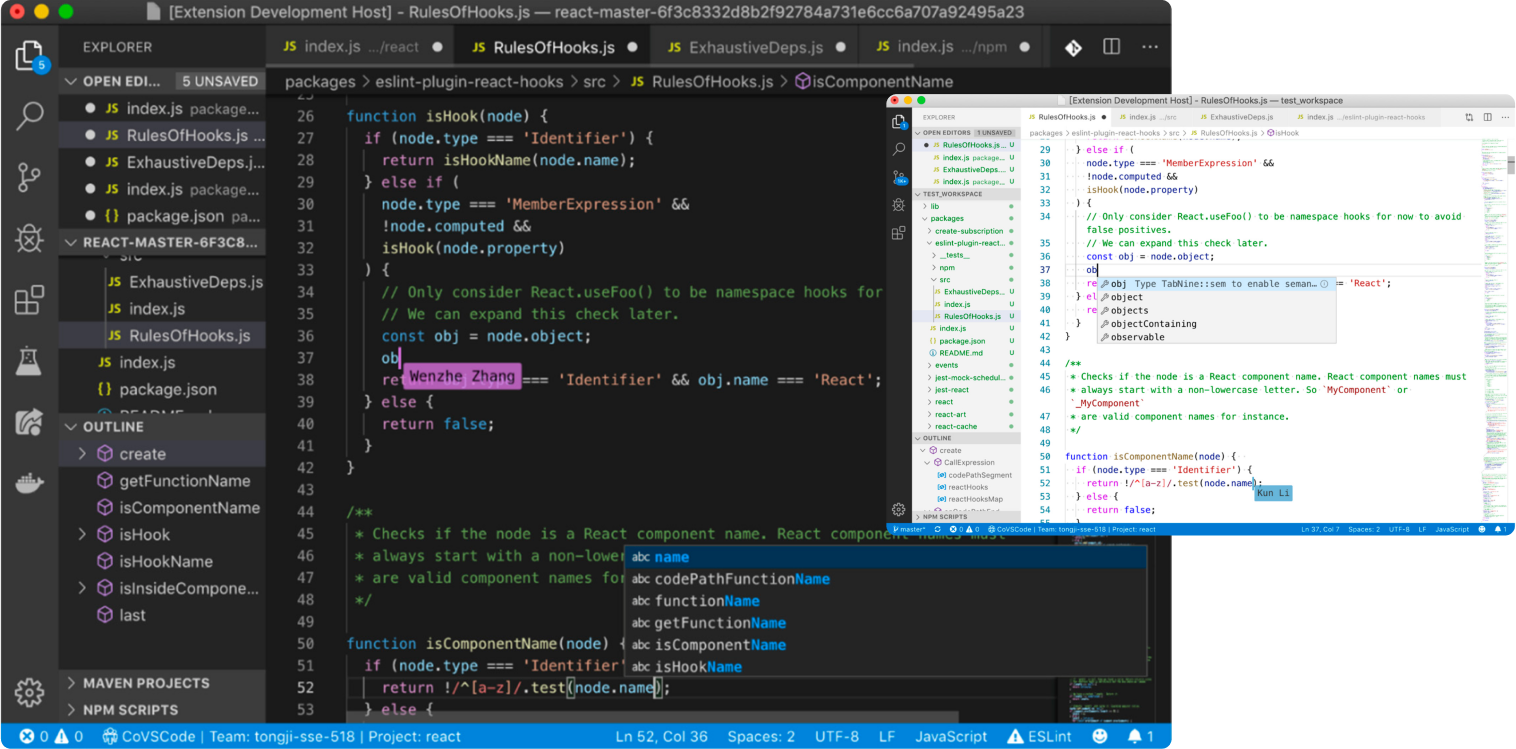 [Extension Development Host] - RulesOfHooks.js — react-master-6f3c8332d8b2f92784a731e6cc6a707a92495a23
EXPLORER
JS index.js .../react
JS RulesOfHooks.js
JS ExhaustiveDeps.js
JS index.js .../npm
5
OPEN EDI... 5 UNSAVED
JS index.js package...
JS RulesOfHooks.js ...
JS ExhaustiveDeps.j...
JS index.js package...
{} package.json pa...
REACT-MASTER-6F3C8...
src
JS ExhaustiveDeps.js
JS index.js
JS RulesOfHooks.js
JS index.js
{} package.json
README.md
OUTLINE
create
getFunctionName
isComponentName
isHook
isHookName
isInsideCompone...
last
MAVEN PROJECTS
NPM SCRIPTS
packages > eslint-plugin-react-hooks > src > JS RulesOfHooks.js > isComponentName
25
26 function isHook(node) {
27 if (node.type === 'Identifier') {
28 return isHookName(node.name);
29 } else if (
30 node.type === 'MemberExpression' &&
31 !node.computed &&
32 isHook(node.property)
33 ) {
34 // Only consider React.useFoo() to be namespace hooks for
35 // We can expand this check later.
36 const obj = node.object;
37 ob
Wenzhe Zhang
38 ret === 'Identifier' && obj.name === 'React';
39 } else {
40 return false;
41 }
42 }
43
44 /**
45 * Checks if the node is a React component name. React component names must
46 * always start with a non-lower
47 * are valid component names for
48 */
49
50 function isComponentName(node) {
51 if (node.type === 'Identifier'
52 return !/^[a-z]/.test(node.name);
53 } else {
abc name
abc codePathFunctionName
abc functionName
abc getFunctionName
abc isComponentName
abc isHookName
0 0 CoVSCode | Team: tongji-sse-518 | Project: react
Ln 52, Col 36 Spaces: 2 UTF-8 LF JavaScript ESLint 1
[Extension Development Host] - RulesOfHooks.js — test_workspace
EXPLORER
JS RulesOfHooks.js
JS index.js .../src
JS ExhaustiveDeps.js
JS index.js .../eslint-plugin-react-hooks
1
9K+
OPEN EDITORS 1 UNSAVED
JS RulesOfHooks.js... U
JS index.js package... U
JS ExhaustiveDeps.... U
JS index.js package... U
TEST_WORKSPACE
lib
packages
create-subscription
eslint-plugin-react...
__tests__
npm
src
JS ExhaustiveDeps... U
JS index.js U
JS RulesOfHooks.js U
JS index.js U
{} package.json U
README.md U
events
jest-mock-schedul...
jest-react
react
react-art
react-cache
OUTLINE
create
CallExpression
codePathSegment
reactHooks
reactHooksMap
NPM SCRIPTS
packages > eslint-plugin-react-hooks > src > JS RulesOfHooks.js > isHook
29 } else if (
30 node.type === 'MemberExpression' &&
31 !node.computed &&
32 isHook(node.property)
33 ) {
34 // Only consider React.useFoo() to be namespace hooks for now to avoid
false positives.
35 // We can expand this check later.
36 const obj = node.object;
37 ob
38 re == 'React';
39 } el
40 re
41 }
42 }
43
44 /**
45 * Checks if the node is a React component name. React component names must
46 * always start with a non-lowercase letter. So `MyComponent` or
`_MyComponent`
47 * are valid component names for instance.
48 */
49
50 function isComponentName(node) {
51 if (node.type === 'Identifier') {
52 return !/^[a-z]/.test(node.name);
Kun Li
53 } else {
54 return false;
55 }
obj Type TabNine::sem to enable seman...
object
objects
objectContaining
observable
master* 0 0 CoVSCode | Team: tongji-sse-518 | Project: react
Ln 37, Col 7 Spaces: 2 UTF-8 LF JavaScript 1